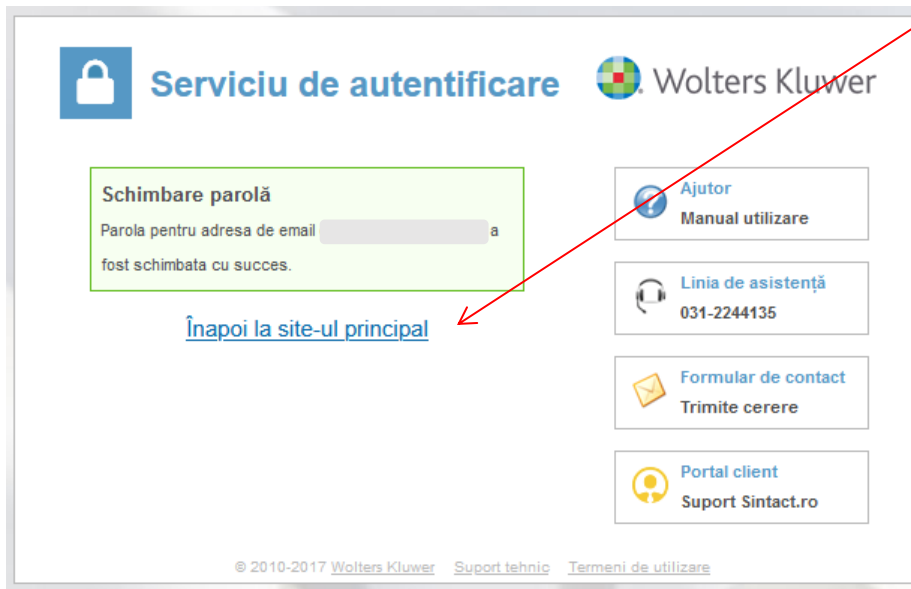 Serviciu de autentificare
Wolters Kluwer
Schimbare parolă
Parola pentru adresa de email a
fost schimbata cu succes.
Înapoi la site-ul principal
Ajutor
Manual utilizare
Linia de asistență
031-2244135
Formular de contact
Trimite cerere
Portal client
Suport Sintact.ro
© 2010-2017 Wolters Kluwer Suport tehnic Termeni de utilizare